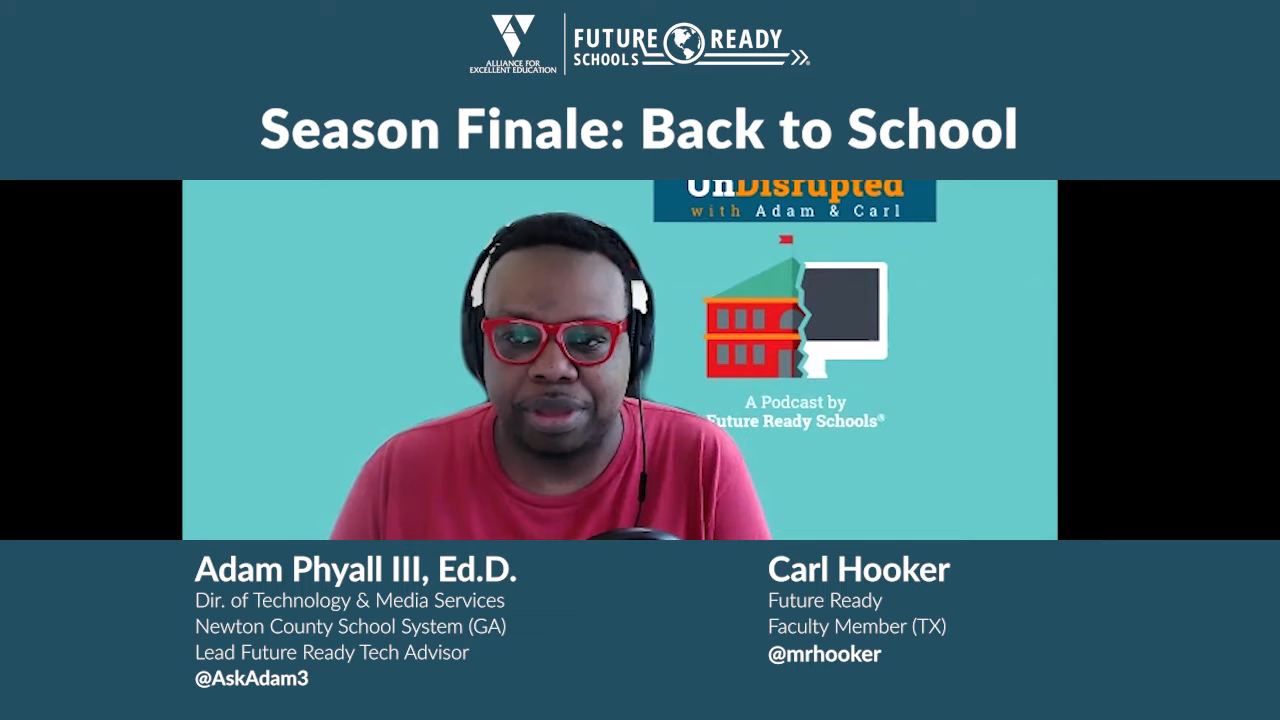 ALLIANCE FOR
EXCELLENT EDUCATION
FUTURE READY
SCHOOLS
Season Finale: Back to School
UnDisrupted
with Adam & Carl
A Podcast by
Future Ready Schools®
Adam Phyall III, Ed.D.
Dir. of Technology & Media Services
Newton County School System (GA)
Lead Future Ready Tech Advisor
@AskAdam3
Carl Hooker
Future Ready
Faculty Member (TX)
@mrhooker